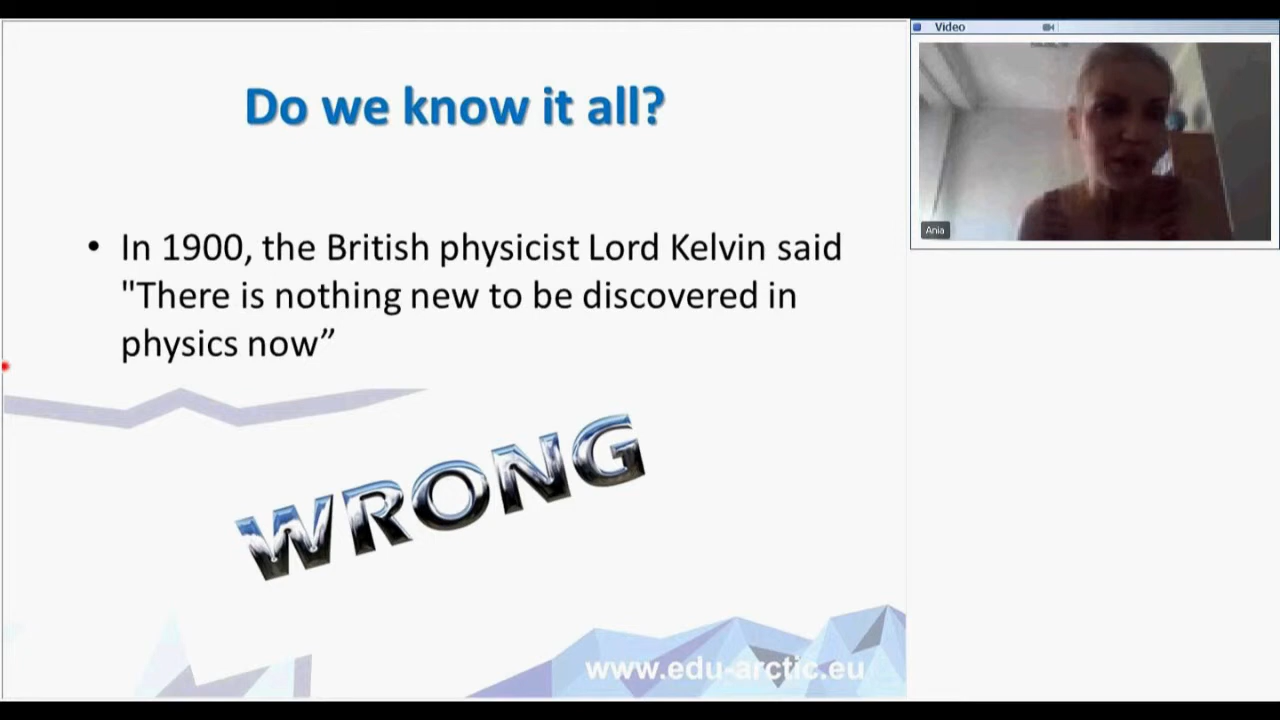 Do we know it all?
• In 1900, the British physicist Lord Kelvin said
"There is nothing new to be discovered in
physics now”
WRONG
www.edu-arctic.eu
Video
Ania